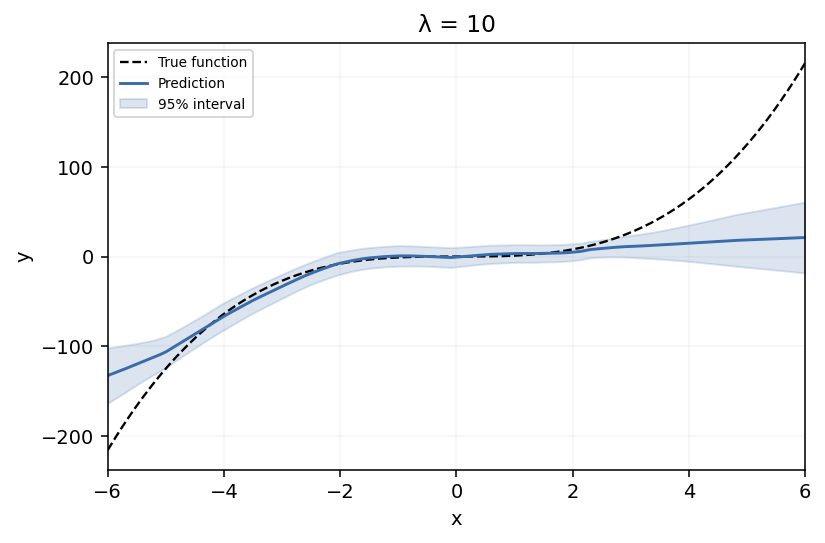 λ = 10
True function
Prediction
95% interval
200
100
0
−100
−200
y
−6
−4
−2
0
2
4
6
x